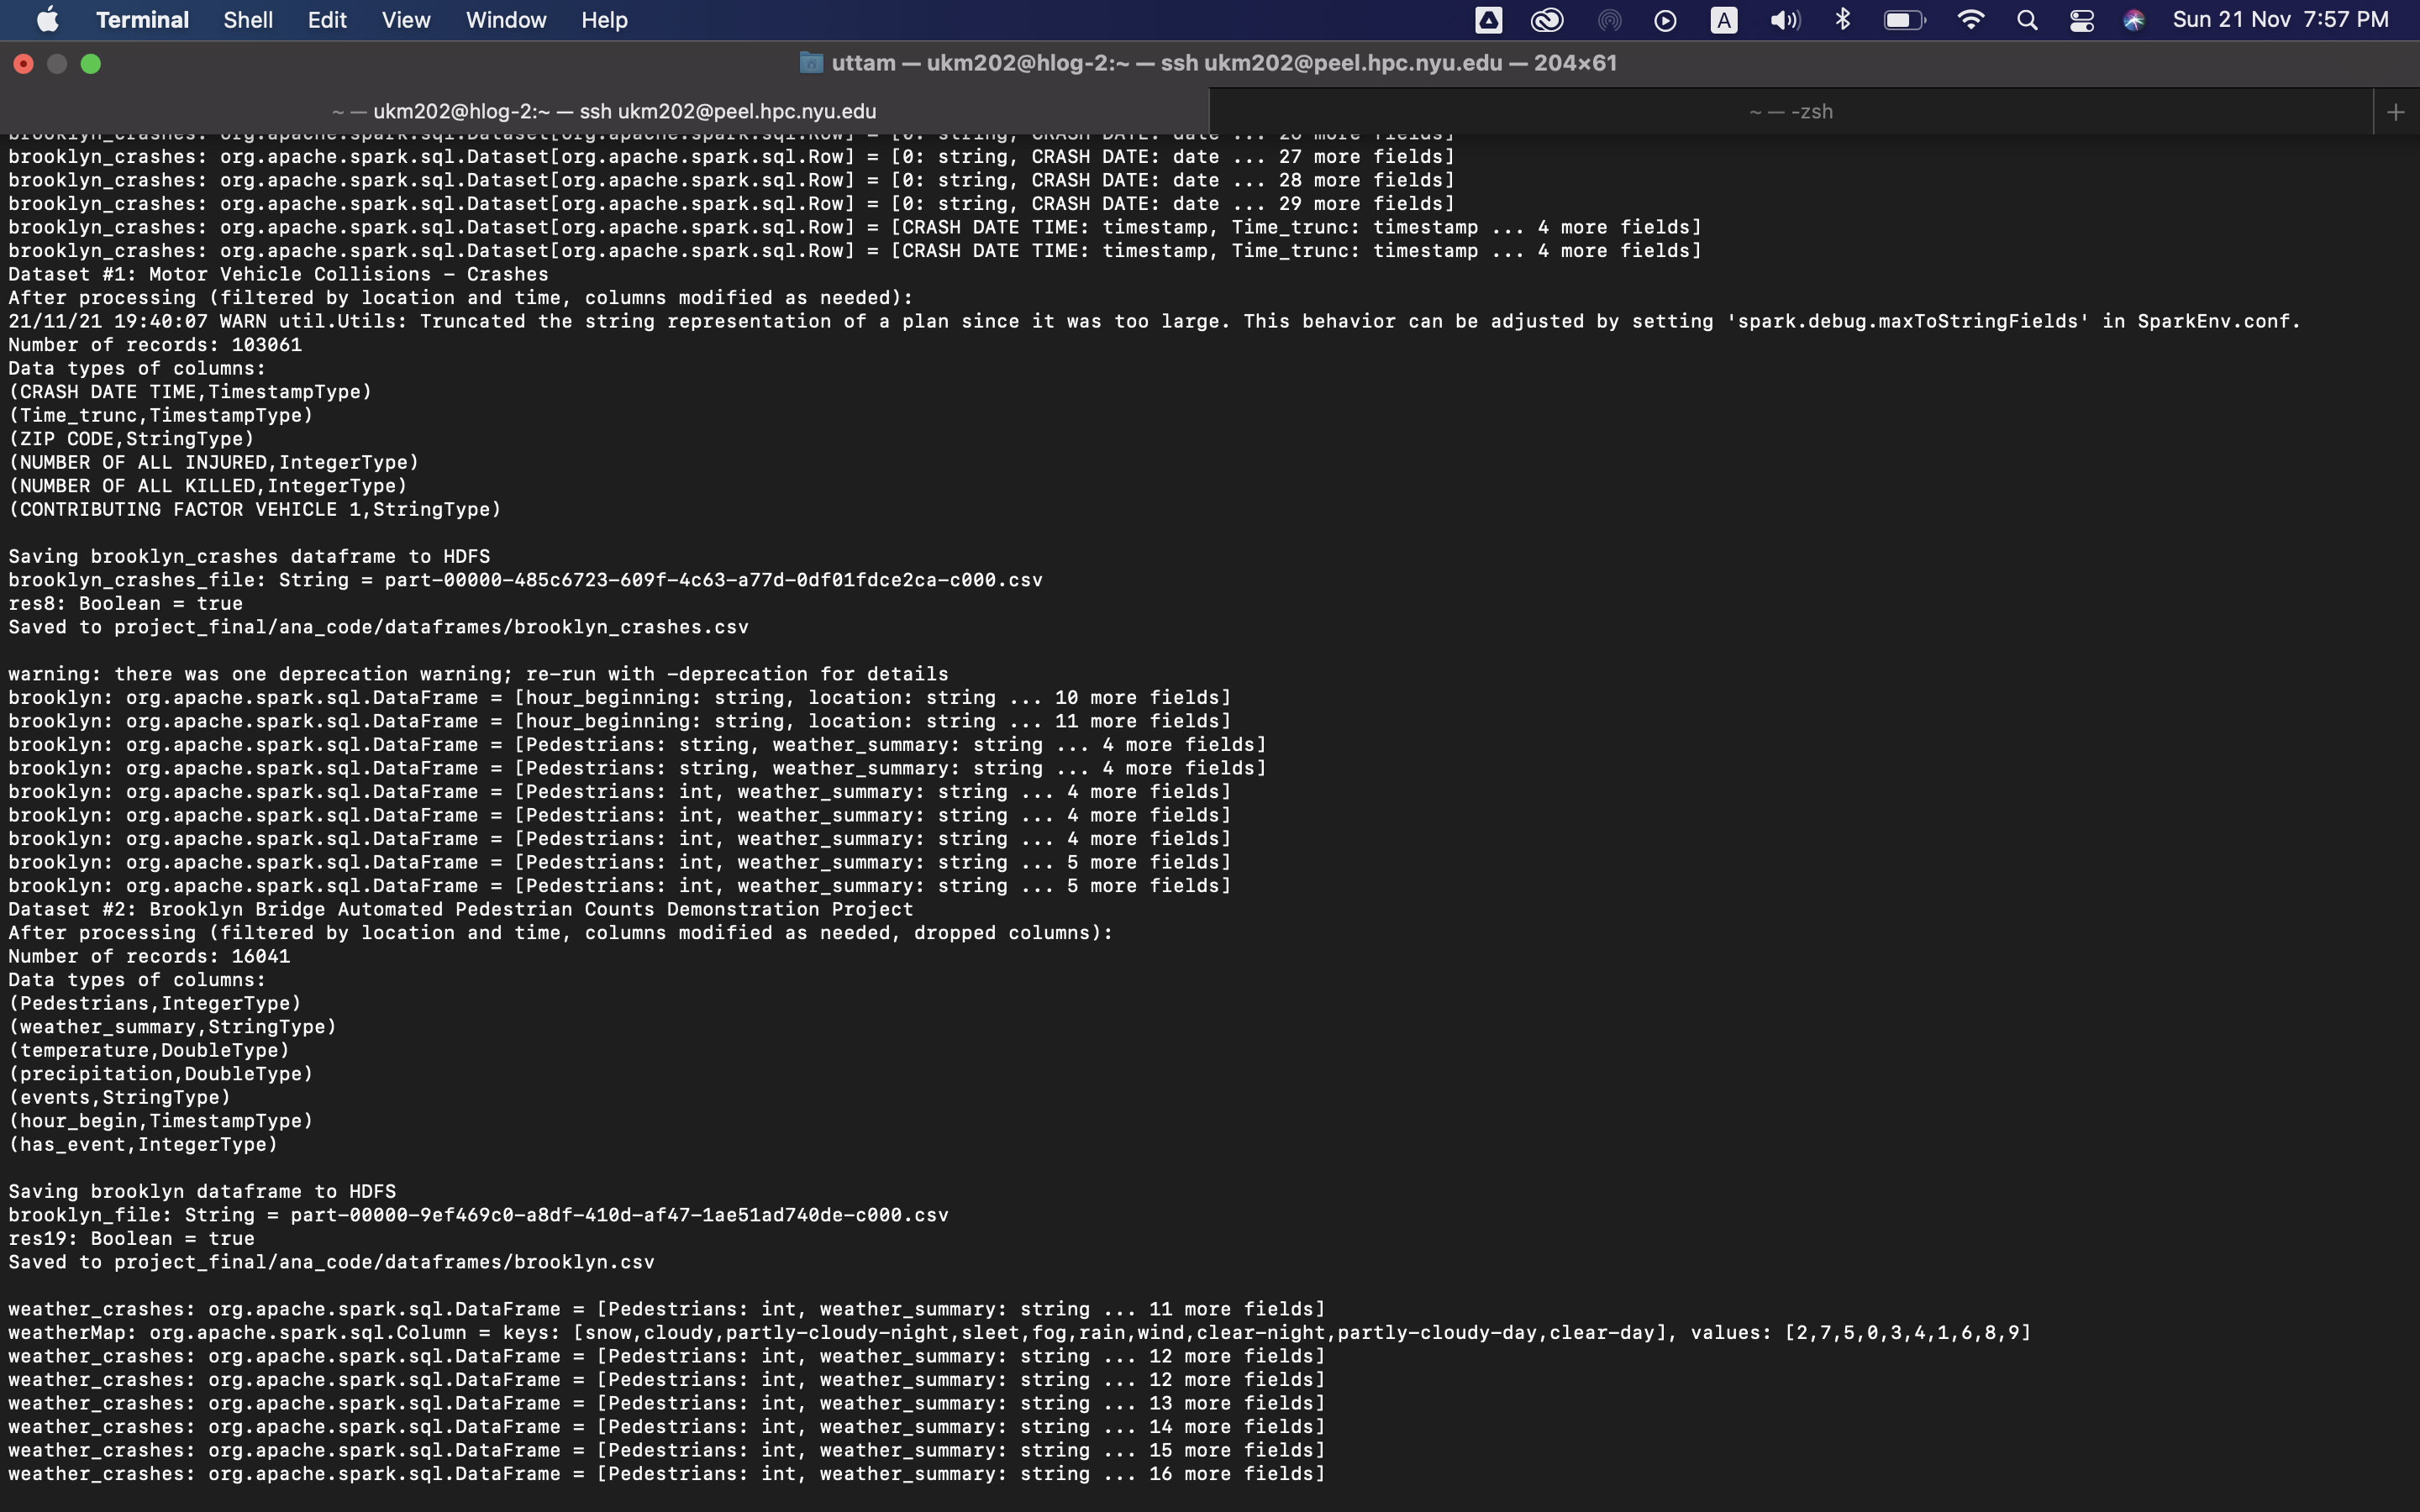 Terminal Shell Edit View Window Help A Sun 21 Nov 7:57 PM
uttam — ukm202@hlog-2:~ — ssh ukm202@peel.hpc.nyu.edu — 204×61
~ — ukm202@hlog-2:~ — ssh ukm202@peel.hpc.nyu.edu ~ — -zsh
brooklyn_crashes: org.apache.spark.sql.Dataset[org.apache.spark.sql.Row] = [0: string, CRASH DATE: date ... 26 more fields]
brooklyn_crashes: org.apache.spark.sql.Dataset[org.apache.spark.sql.Row] = [0: string, CRASH DATE: date ... 27 more fields]
brooklyn_crashes: org.apache.spark.sql.Dataset[org.apache.spark.sql.Row] = [0: string, CRASH DATE: date ... 28 more fields]
brooklyn_crashes: org.apache.spark.sql.Dataset[org.apache.spark.sql.Row] = [0: string, CRASH DATE: date ... 29 more fields]
brooklyn_crashes: org.apache.spark.sql.Dataset[org.apache.spark.sql.Row] = [CRASH DATE TIME: timestamp, Time_trunc: timestamp ... 4 more fields]
brooklyn_crashes: org.apache.spark.sql.Dataset[org.apache.spark.sql.Row] = [CRASH DATE TIME: timestamp, Time_trunc: timestamp ... 4 more fields]
Dataset #1: Motor Vehicle Collisions – Crashes
After processing (filtered by location and time, columns modified as needed):
21/11/21 19:40:07 WARN util.Utils: Truncated the string representation of a plan since it was too large. This behavior can be adjusted by setting 'spark.debug.maxToStringFields' in SparkEnv.conf.
Number of records: 103061
Data types of columns:
(CRASH DATE TIME,TimestampType)
(Time_trunc,TimestampType)
(ZIP CODE,StringType)
(NUMBER OF ALL INJURED,IntegerType)
(NUMBER OF ALL KILLED,IntegerType)
(CONTRIBUTING FACTOR VEHICLE 1,StringType)
Saving brooklyn_crashes dataframe to HDFS
brooklyn_crashes_file: String = part-00000-485c6723-609f-4c63-a77d-0df01fdce2ca-c000.csv
res8: Boolean = true
Saved to project_final/ana_code/dataframes/brooklyn_crashes.csv
warning: there was one deprecation warning; re-run with -deprecation for details
brooklyn: org.apache.spark.sql.DataFrame = [hour_beginning: string, location: string ... 10 more fields]
brooklyn: org.apache.spark.sql.DataFrame = [hour_beginning: string, location: string ... 11 more fields]
brooklyn: org.apache.spark.sql.DataFrame = [Pedestrians: string, weather_summary: string ... 4 more fields]
brooklyn: org.apache.spark.sql.DataFrame = [Pedestrians: string, weather_summary: string ... 4 more fields]
brooklyn: org.apache.spark.sql.DataFrame = [Pedestrians: int, weather_summary: string ... 4 more fields]
brooklyn: org.apache.spark.sql.DataFrame = [Pedestrians: int, weather_summary: string ... 4 more fields]
brooklyn: org.apache.spark.sql.DataFrame = [Pedestrians: int, weather_summary: string ... 4 more fields]
brooklyn: org.apache.spark.sql.DataFrame = [Pedestrians: int, weather_summary: string ... 5 more fields]
brooklyn: org.apache.spark.sql.DataFrame = [Pedestrians: int, weather_summary: string ... 5 more fields]
Dataset #2: Brooklyn Bridge Automated Pedestrian Counts Demonstration Project
After processing (filtered by location and time, columns modified as needed, dropped columns):
Number of records: 16041
Data types of columns:
(Pedestrians,IntegerType)
(weather_summary,StringType)
(temperature,DoubleType)
(precipitation,DoubleType)
(events,StringType)
(hour_begin,TimestampType)
(has_event,IntegerType)
Saving brooklyn dataframe to HDFS
brooklyn_file: String = part-00000-9ef469c0-a8df-410d-af47-1ae51ad740de-c000.csv
res19: Boolean = true
Saved to project_final/ana_code/dataframes/brooklyn.csv
weather_crashes: org.apache.spark.sql.DataFrame = [Pedestrians: int, weather_summary: string ... 11 more fields]
weatherMap: org.apache.spark.sql.Column = keys: [snow,cloudy,partly-cloudy-night,sleet,fog,rain,wind,clear-night,partly-cloudy-day,clear-day], values: [2,7,5,0,3,4,1,6,8,9]
weather_crashes: org.apache.spark.sql.DataFrame = [Pedestrians: int, weather_summary: string ... 12 more fields]
weather_crashes: org.apache.spark.sql.DataFrame = [Pedestrians: int, weather_summary: string ... 12 more fields]
weather_crashes: org.apache.spark.sql.DataFrame = [Pedestrians: int, weather_summary: string ... 13 more fields]
weather_crashes: org.apache.spark.sql.DataFrame = [Pedestrians: int, weather_summary: string ... 14 more fields]
weather_crashes: org.apache.spark.sql.DataFrame = [Pedestrians: int, weather_summary: string ... 15 more fields]
weather_crashes: org.apache.spark.sql.DataFrame = [Pedestrians: int, weather_summary: string ... 16 more fields]